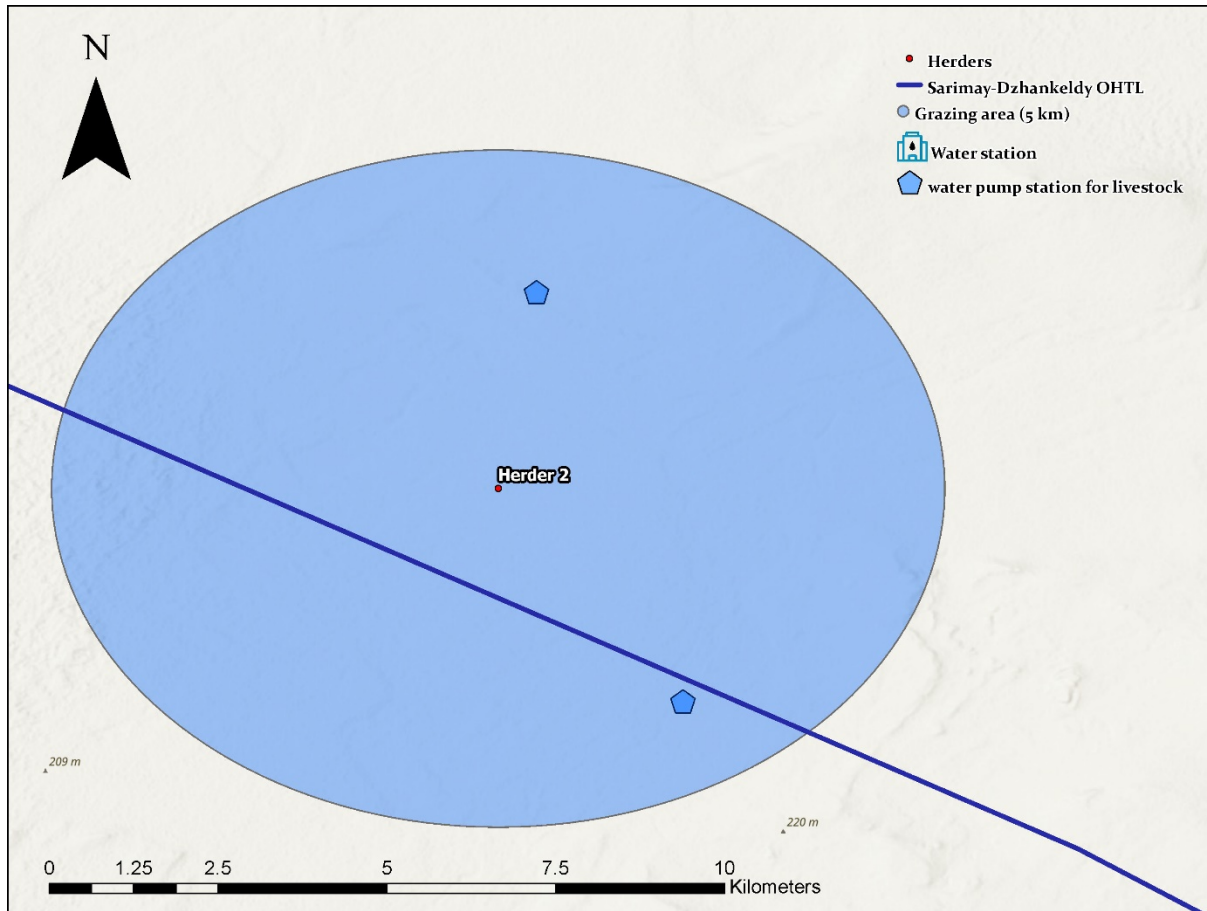 N
Herders
Sarimay-Dzhankeldy OHTL
Grazing area (5 km)
Water station
water pump station for livestock
Herder 2
209 m
220 m
0 1.25 2.5 5 7.5 10
Kilometers